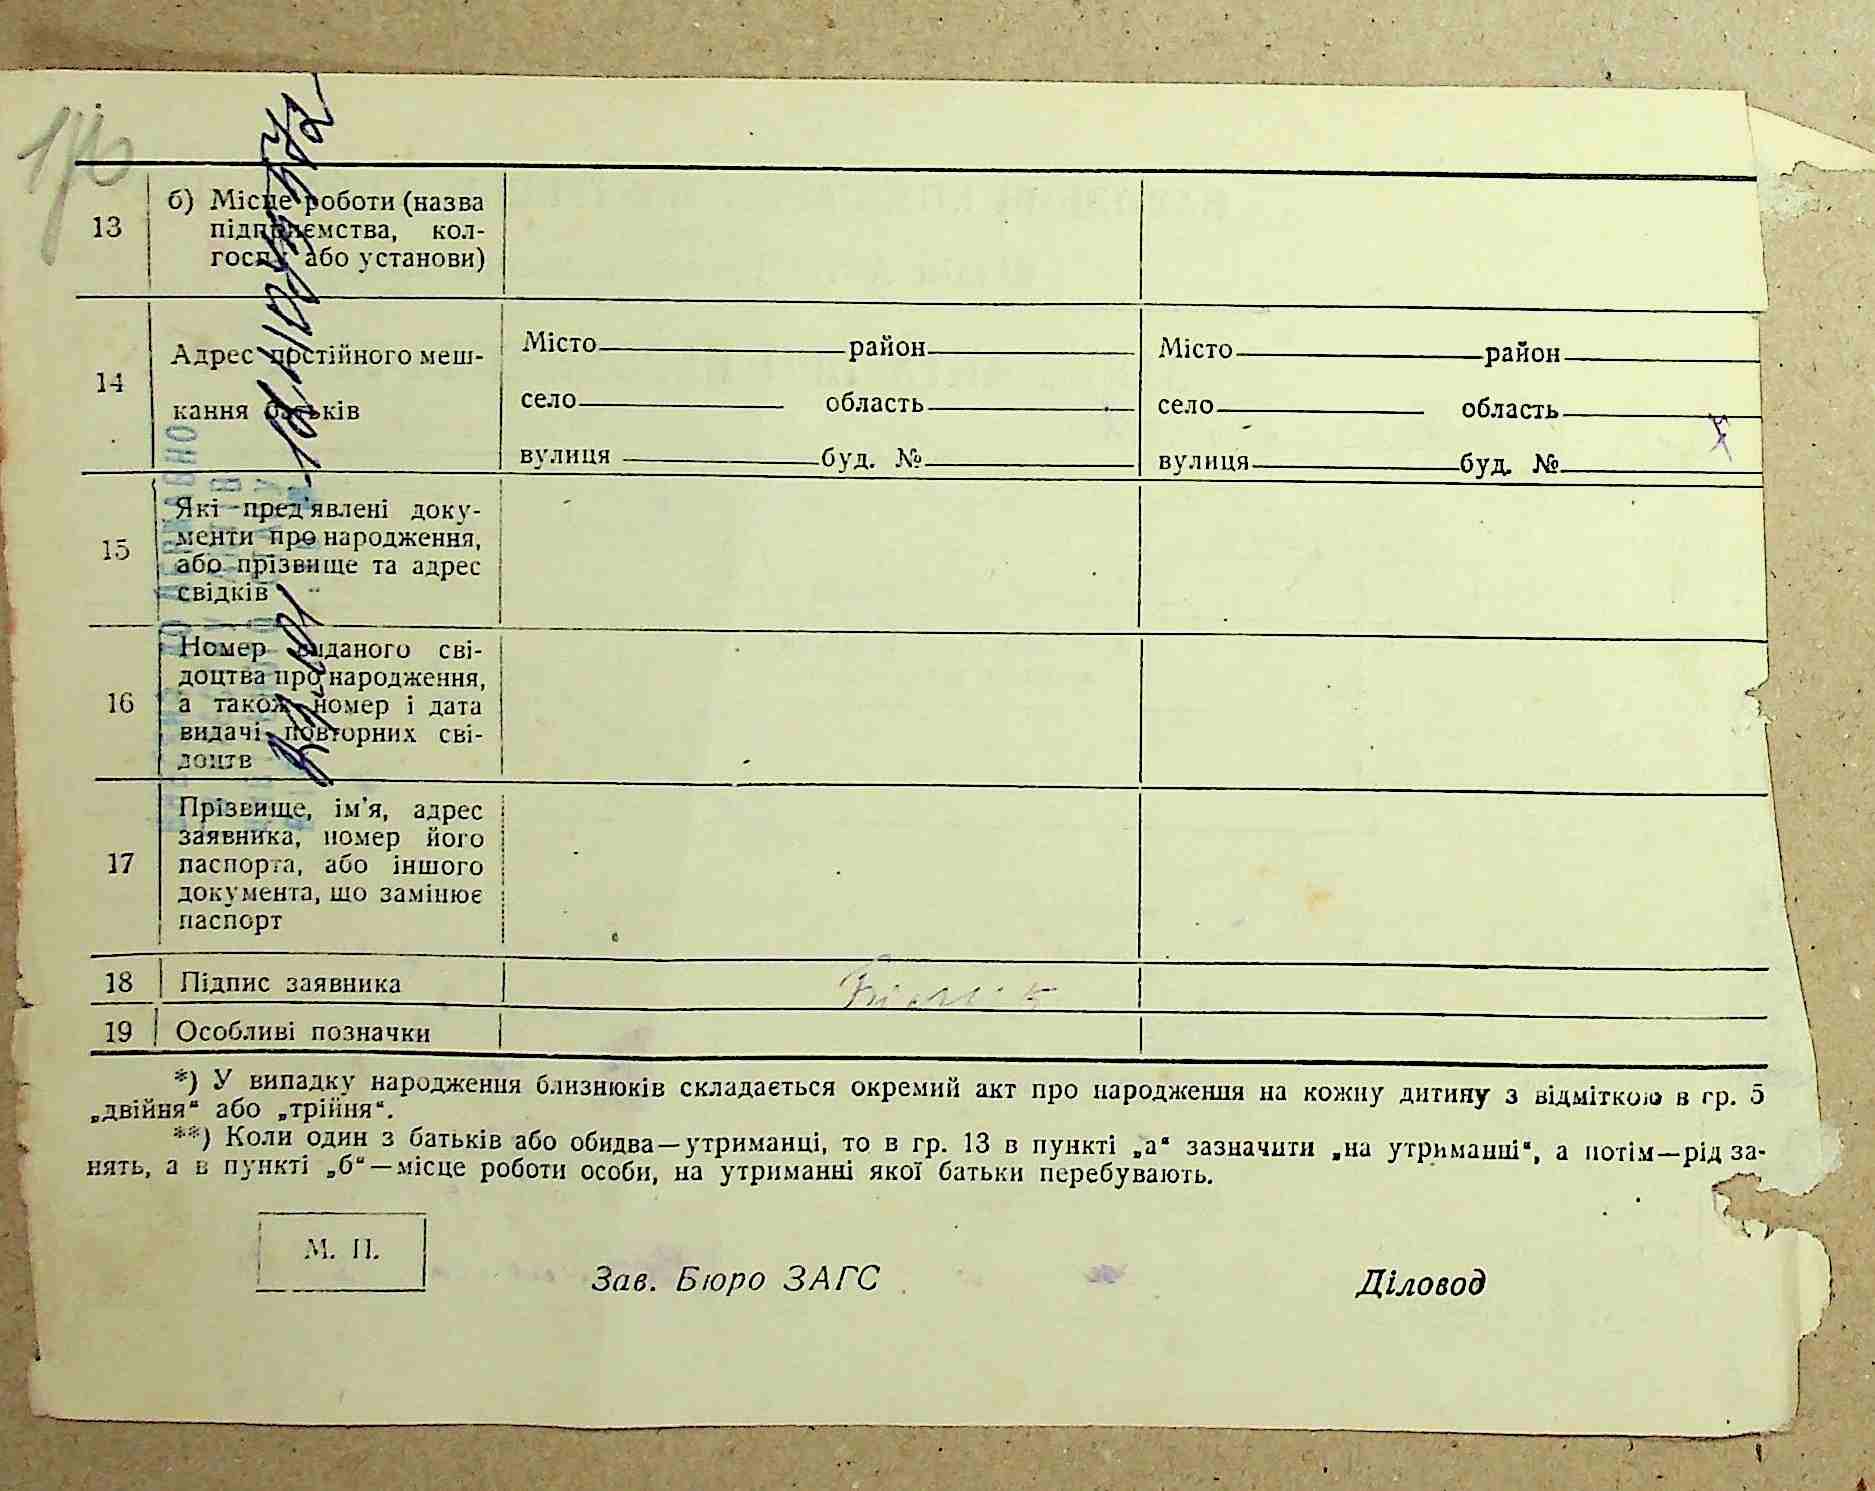 13
б) Місце роботи (назва
підприємства, кол-
госпу або установи)
14
Адрес постійного меш-
кання батьків
Місто район
село область
вулиця буд. №
Місто район
село область
вулиця буд. №
15
Які пред'явлені доку-
менти про народження,
або прізвище та адрес
свідків
16
Номер виданого сві-
доцтва про народження,
а також номер і дата
видачі повторних сві-
доцтв
17
Прізвище, ім'я, адрес
заявника, номер його
паспорта, або іншого
документа, що замінює
паспорт
18 Підпис заявника
19 Особливі позначки
*) У випадку народження близнюків складається окремий акт про народження на кожну дитину з відміткою в гр. 5
„двійня“ або „трійня“.
**) Коли один з батьків або обидва—утриманці, то в гр. 13 в пункті „а“ зазначити „на утриманні“, а потім—рід за-
нять, а в пункті „б“—місце роботи особи, на утриманні якої батьки перебувають.
М. П.
Зав. Бюро ЗАГС
Діловод